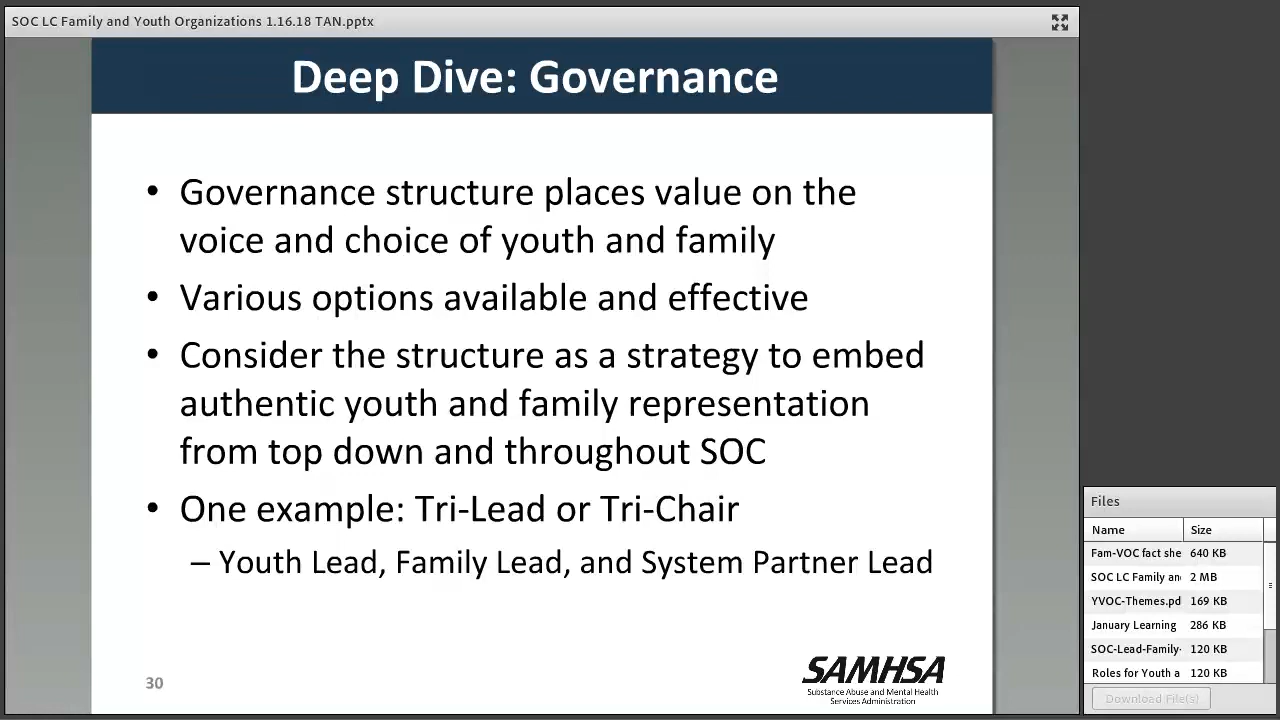 SOC LC Family and Youth Organizations 1.16.18 TAN.pptx
Deep Dive: Governance
• Governance structure places value on the
voice and choice of youth and family
• Various options available and effective
• Consider the structure as a strategy to embed
authentic youth and family representation
from top down and throughout SOC
• One example: Tri-Lead or Tri-Chair
– Youth Lead, Family Lead, and System Partner Lead
30
SAMHSA
Substance Abuse and Mental Health
Services Administration
Files
Name Size
Fam-VOC fact she 640 KB
SOC LC Family an 2 MB
YVOC-Themes.pd 169 KB
January Learning 286 KB
SOC-Lead-Family- 120 KB
Roles for Youth a 120 KB
Download File(s)